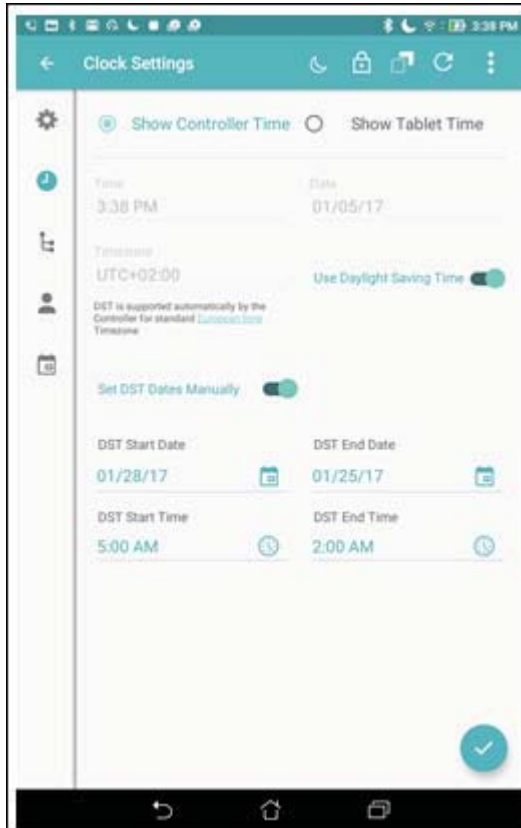 3:38 PM
Clock Settings
Show Controller Time
Show Tablet Time
Time
Date
3:38 PM
01/05/17
Timezone
UTC+02:00
Use Daylight Saving Time
DST is supported automatically by the
Controller for standard European time
Timezone
Set DST Dates Manually
DST Start Date
DST End Date
01/28/17
01/25/17
DST Start Time
DST End Time
5:00 AM
2:00 AM